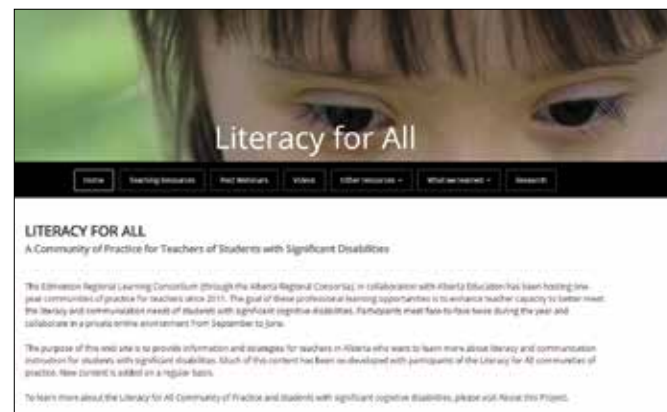 Literacy for All
Home Teaching Resources Past Webinars Videos Other resources What we learned Research
LITERACY FOR ALL
A Community of Practice for Teachers of Students with Significant Disabilities
The Edmonton Regional Learning Consortium (through the Alberta Regional Consortia), in collaboration with Alberta Education has been hosting one-
year communities of practice for teachers since 2011. The goal of these professional learning opportunities is to enhance teacher capacity to better meet
the literacy and communication needs of students with significant cognitive disabilities. Participants meet face-to-face twice during the year and
collaborate in a private online environment from September to June.
The purpose of this web site is to provide information and strategies for teachers in Alberta who want to learn more about literacy and communication
instruction for students with significant disabilities. Much of this content has been co-developed with participants of the Literacy for All communities of
practice. New content is added on a regular basis.
To learn more about the Literacy for All Community of Practice and students with significant cognitive disabilities, please visit About this Project.